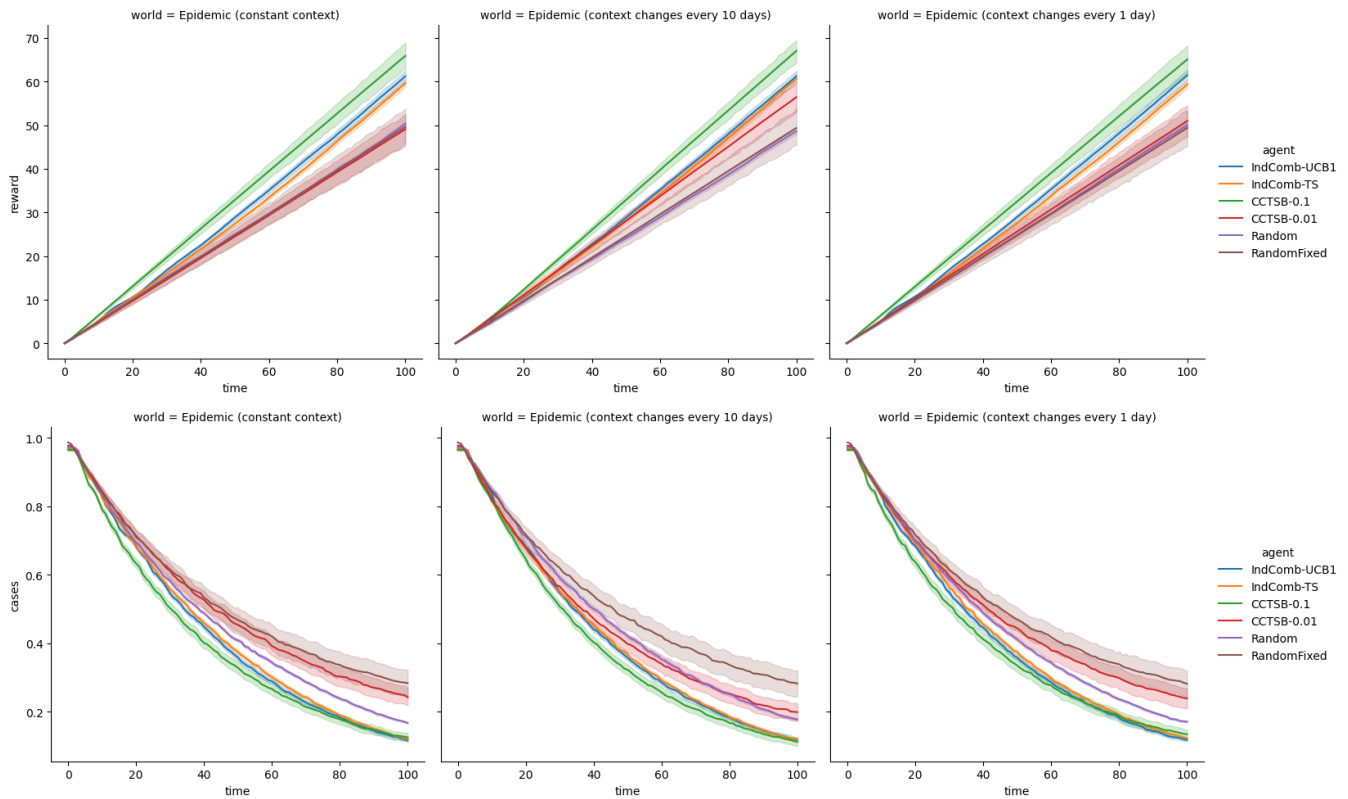 world = Epidemic (constant context)
world = Epidemic (context changes every 10 days)
world = Epidemic (context changes every 1 day)
reward
70
60
50
40
30
20
10
0
0 20 40 60 80 100
time
0 20 40 60 80 100
time
0 20 40 60 80 100
time
agent
IndComb-UCB1
IndComb-TS
CCTSB-0.1
CCTSB-0.01
Random
RandomFixed
world = Epidemic (constant context)
world = Epidemic (context changes every 10 days)
world = Epidemic (context changes every 1 day)
cases
1.0
0.8
0.6
0.4
0.2
0 20 40 60 80 100
time
0 20 40 60 80 100
time
0 20 40 60 80 100
time
agent
IndComb-UCB1
IndComb-TS
CCTSB-0.1
CCTSB-0.01
Random
RandomFixed